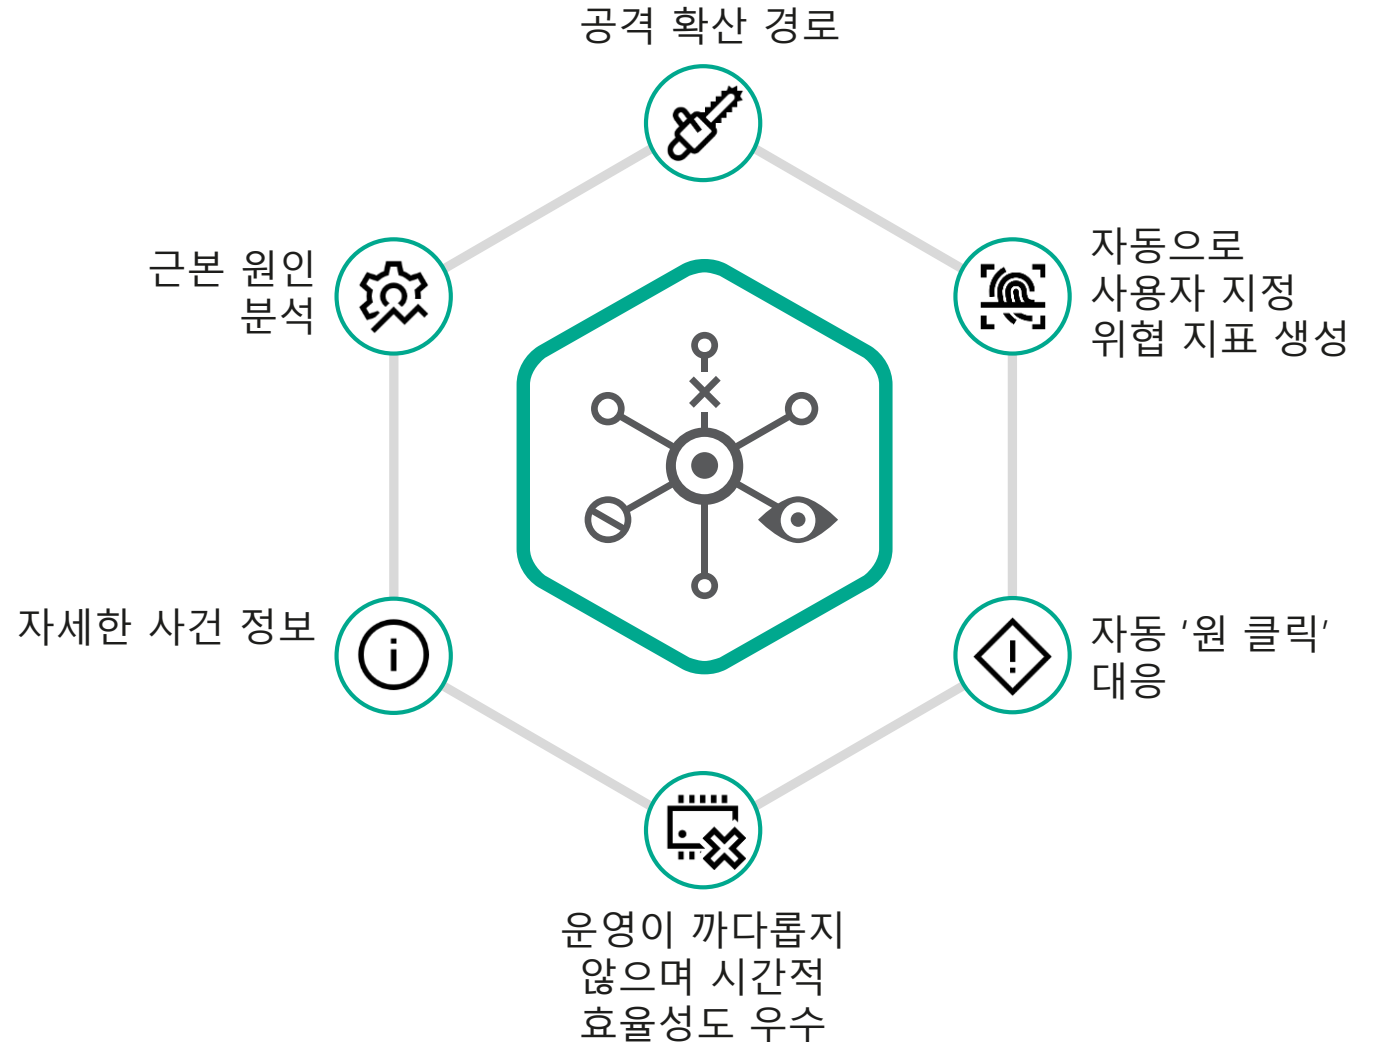 공격 확산 경로
자동으로
사용자 지정
위협 지표 생성
근본 원인
분석
자세한 사건 정보
자동 ‘원 클릭’
대응
운영이 까다롭지
않으며 시간적
효율성도 우수